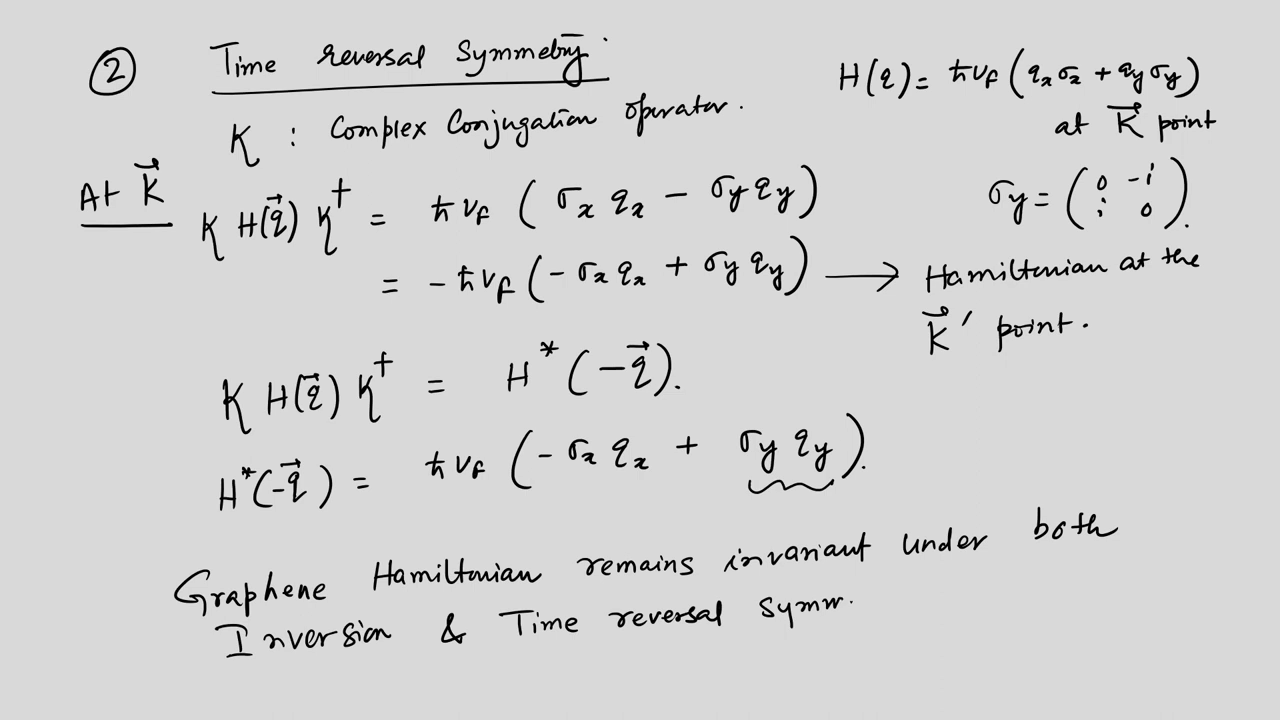 ② Time reversal Symmetry.
K : Complex Conjugation operator.
H(q) = ħv_F (q_x σ_x + q_y σ_y)
at K⃗ point
σ_y = (0 -i
i 0).
At K⃗
K H(q⃗) K† = ħv_F (σ_x q_x − σ_y q_y)
= −ħv_F (−σ_x q_x + σ_y q_y) ⟶ Hamiltonian at the
K⃗′ point.
K H(q⃗) K† = H*(−q⃗).
H*(−q⃗) = ħv_F (−σ_x q_x + σ_y q_y).
Graphene Hamiltonian remains invariant under both
Inversion & Time reversal symm.